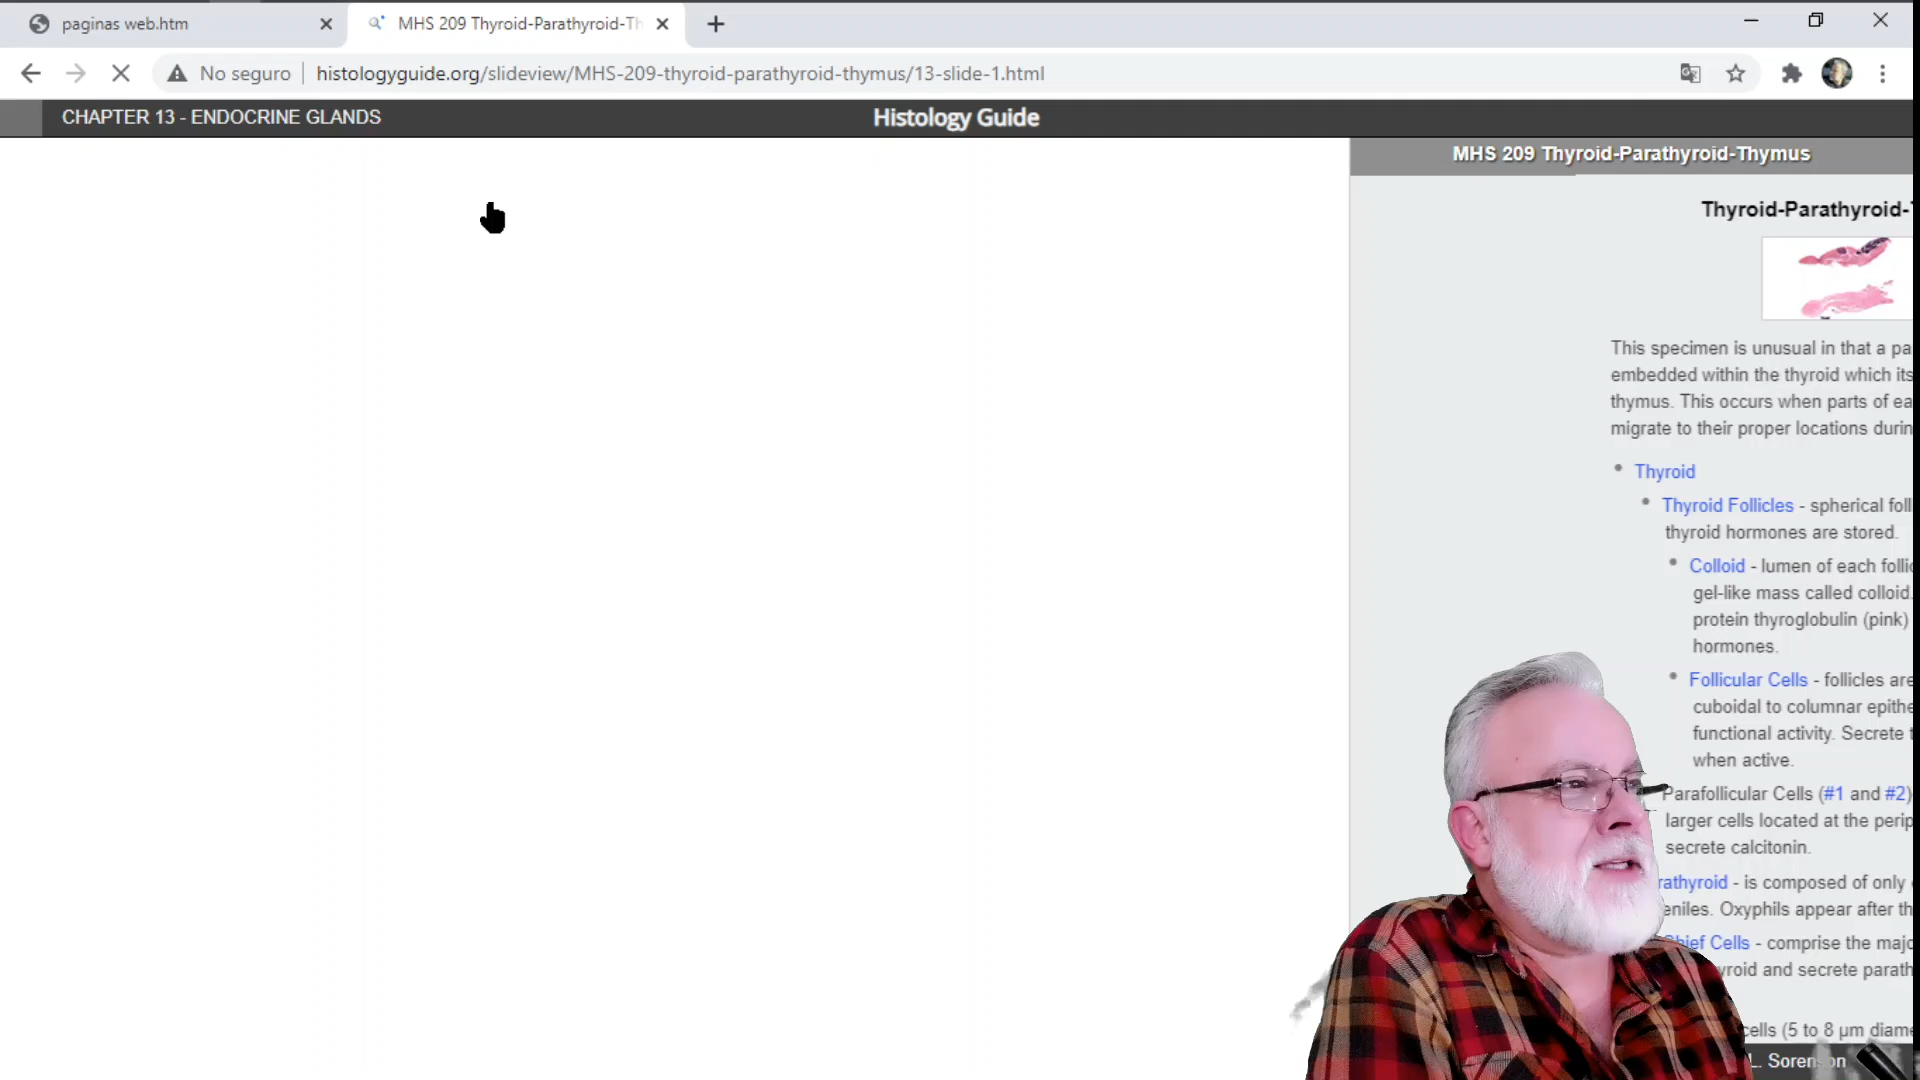 paginas web.htm
MHS 209 Thyroid-Parathyroid-Th
No seguro
histologyguide.org/slideview/MHS-209-thyroid-parathyroid-thymus/13-slide-1.html
CHAPTER 13 - ENDOCRINE GLANDS
Histology Guide
MHS 209 Thyroid-Parathyroid-Thymus
Thyroid-Parathyroid-
This specimen is unusual in that a pa
embedded within the thyroid which its
thymus. This occurs when parts of ea
migrate to their proper locations durin
Thyroid
Thyroid Follicles - spherical foll
thyroid hormones are stored.
Colloid - lumen of each follic
gel-like mass called colloid.
protein thyroglobulin (pink)
hormones.
Follicular Cells - follicles are
cuboidal to columnar epithe
functional activity. Secrete t
when active.
Parafollicular Cells (#1 and #2)
larger cells located at the perip
secrete calcitonin.
rathyroid - is composed of only
eniles. Oxyphils appear after th
Chief Cells - comprise the majo
yroid and secrete parath
cells (5 to 8 µm diame
L. Sorenson